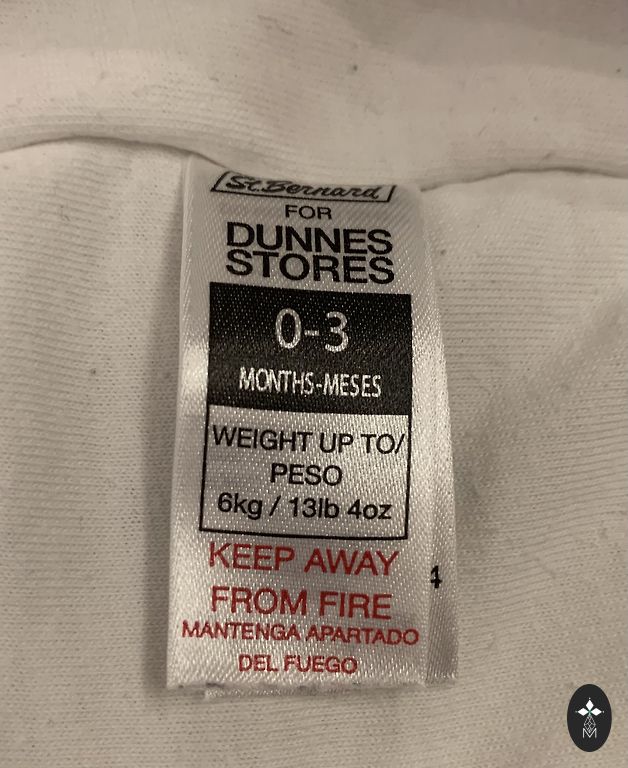 St. Bernard
FOR
DUNNES
STORES
0-3
MONTHS-MESES
WEIGHT UP TO/
PESO
6kg / 13lb 4oz
KEEP AWAY
FROM FIRE
MANTENGA APARTADO
DEL FUEGO
4
M